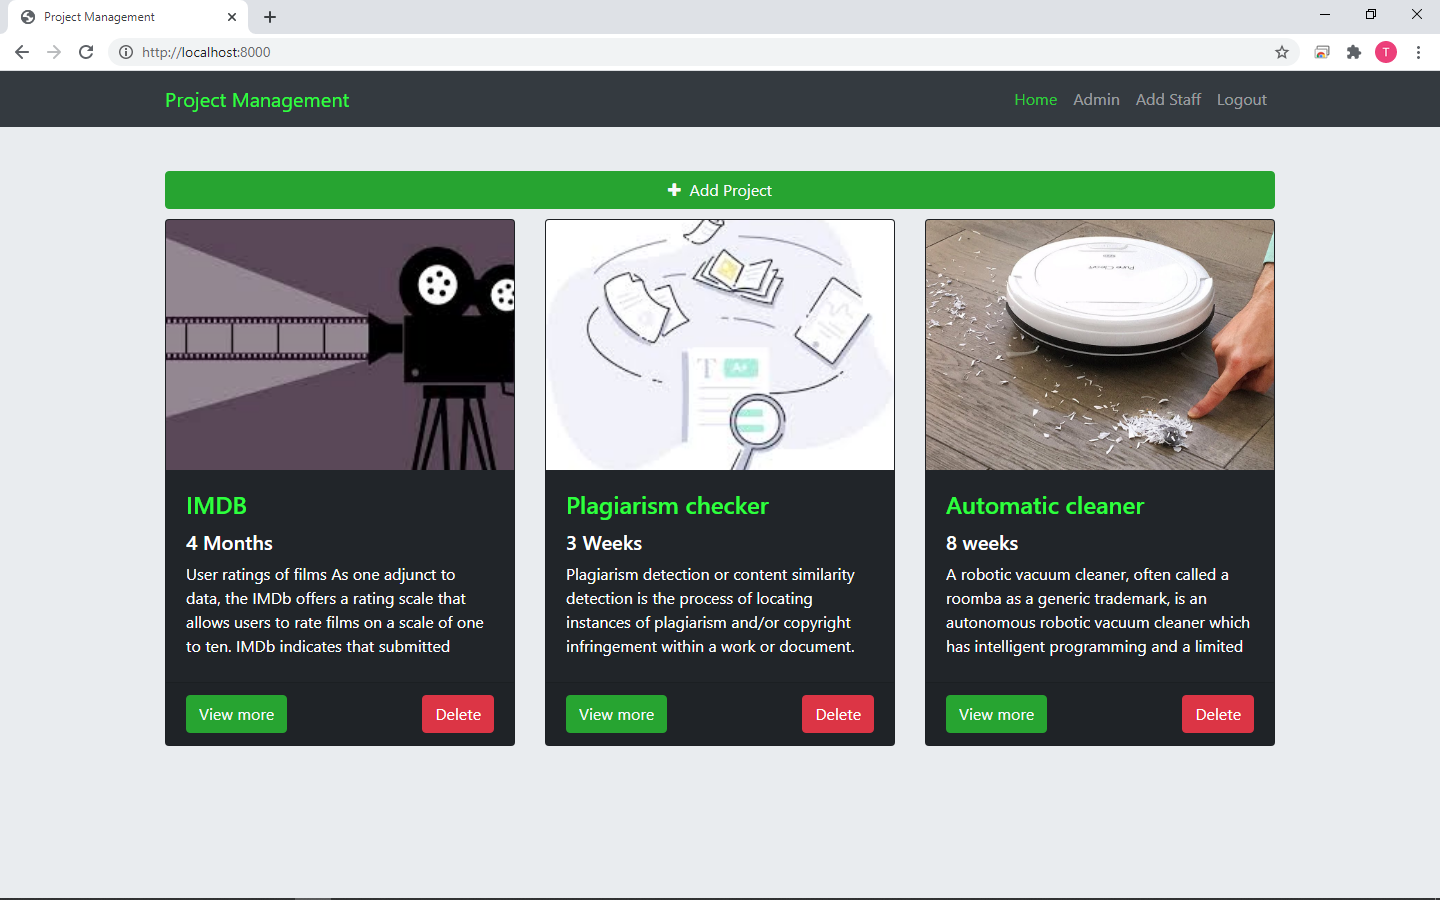 Project Management
http://localhost:8000
T
Project Management
Home Admin Add Staff Logout
Add Project
T A+
Pure Clean
IMDB
4 Months
User ratings of films As one adjunct to
data, the IMDb offers a rating scale that
allows users to rate films on a scale of one
to ten. IMDb indicates that submitted
View more Delete
Plagiarism checker
3 Weeks
Plagiarism detection or content similarity
detection is the process of locating
instances of plagiarism and/or copyright
infringement within a work or document.
View more Delete
Automatic cleaner
8 weeks
A robotic vacuum cleaner, often called a
roomba as a generic trademark, is an
autonomous robotic vacuum cleaner which
has intelligent programming and a limited
View more Delete